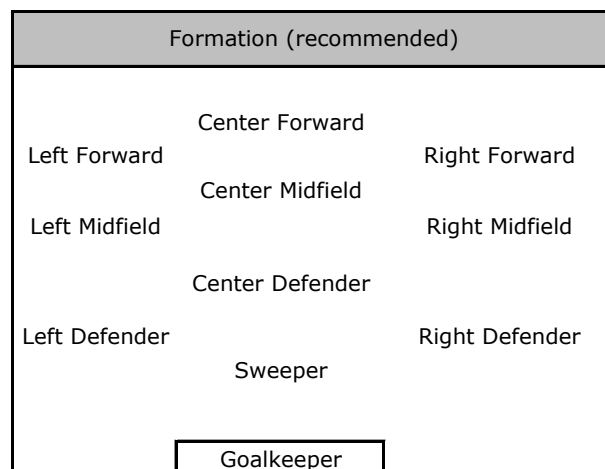 Formation (recommended)
Center Forward
Left Forward Right Forward
Center Midfield
Left Midfield Right Midfield
Center Defender
Left Defender Right Defender
Sweeper
Goalkeeper